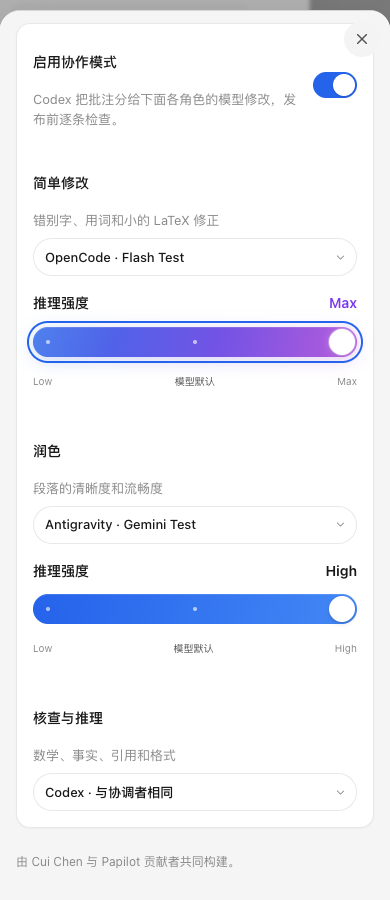 启用协作模式
Codex 把批注分给下面各角色的模型修改，发
布前逐条检查。
简单修改
错别字、用词和小的 LaTeX 修正
OpenCode · Flash Test
推理强度 Max
Low 模型默认 Max
润色
段落的清晰度和流畅度
Antigravity · Gemini Test
推理强度 High
Low 模型默认 High
核查与推理
数学、事实、引用和格式
Codex · 与协调者相同
由 Cui Chen 与 Papilot 贡献者共同构建。